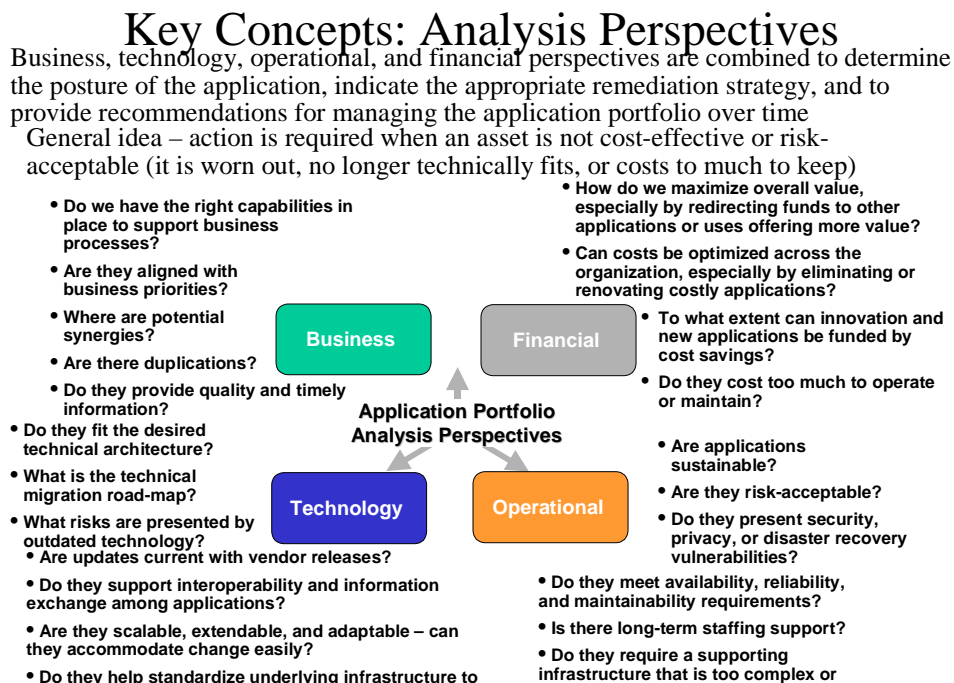 Key Concepts: Analysis Perspectives
Business, technology, operational, and financial perspectives are combined to determine
the posture of the application, indicate the appropriate remediation strategy, and to
provide recommendations for managing the application portfolio over time
General idea – action is required when an asset is not cost-effective or risk-
acceptable (it is worn out, no longer technically fits, or costs to much to keep)
• Do we have the right capabilities in
place to support business
processes?
• Are they aligned with
business priorities?
• Where are potential
synergies?
• Are there duplications?
• Do they provide quality and timely
information?
• How do we maximize overall value,
especially by redirecting funds to other
applications or uses offering more value?
• Can costs be optimized across the
organization, especially by eliminating or
renovating costly applications?
• To what extent can innovation and
new applications be funded by
cost savings?
• Do they cost too much to operate
or maintain?
Business
Financial
Application Portfolio
Analysis Perspectives
Technology
Operational
• Do they fit the desired
technical architecture?
• What is the technical
migration road-map?
• What risks are presented by
outdated technology?
• Are updates current with vendor releases?
• Do they support interoperability and information
exchange among applications?
• Are they scalable, extendable, and adaptable – can
they accommodate change easily?
• Do they help standardize underlying infrastructure to
• Are applications
sustainable?
• Are they risk-acceptable?
• Do they present security,
privacy, or disaster recovery
vulnerabilities?
• Do they meet availability, reliability,
and maintainability requirements?
• Is there long-term staffing support?
• Do they require a supporting
infrastructure that is too complex or